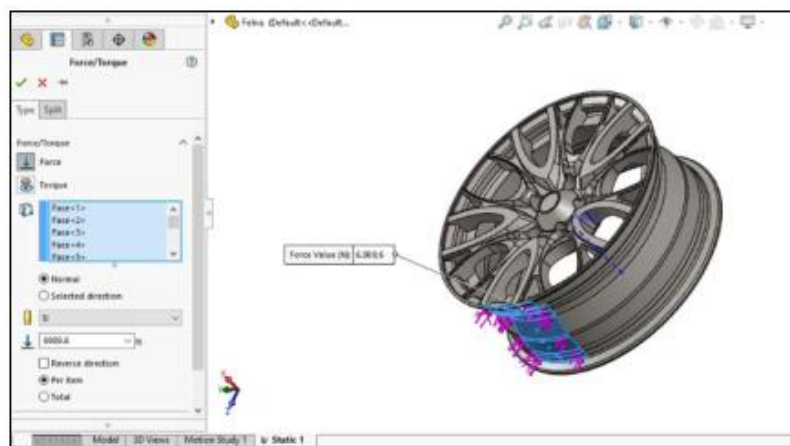 Felna (Default<<Default...
Force/Torque
Type Split
Force/Torque
Force
Torque
Face<1>
Face<2>
Face<3>
Face<4>
Face<5>
Normal
Selected direction
SI
N
Reverse direction
Per item
Total
Force Value (N):
Model 3D Views Motion Study 1 Static 1